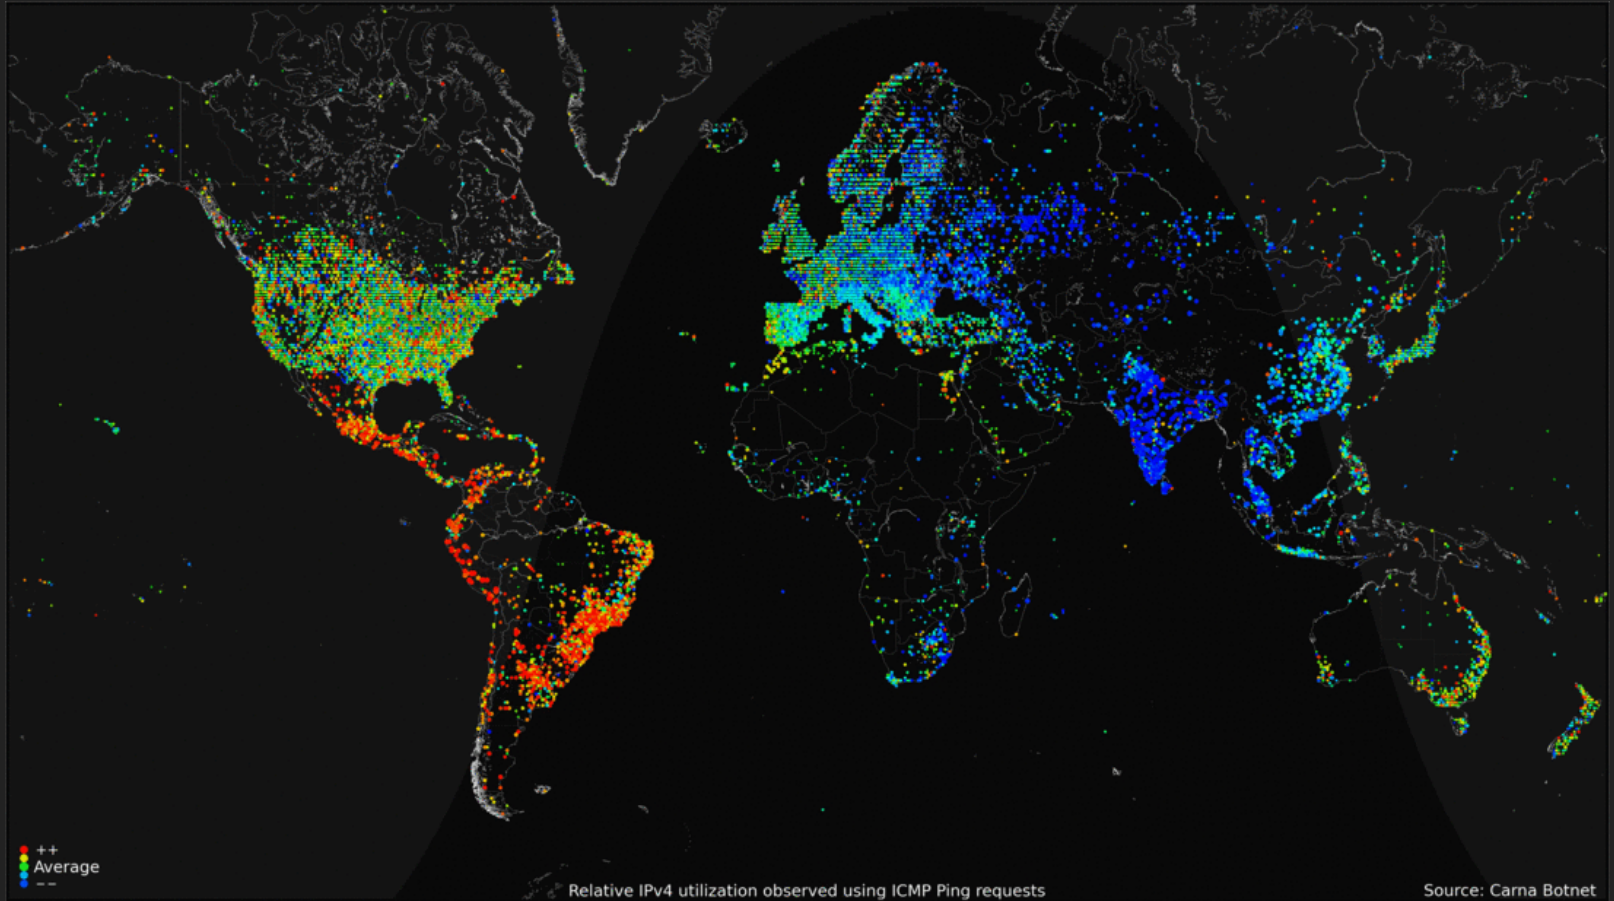 ++
Average
−−
Relative IPv4 utilization observed using ICMP Ping requests
Source: Carna Botnet